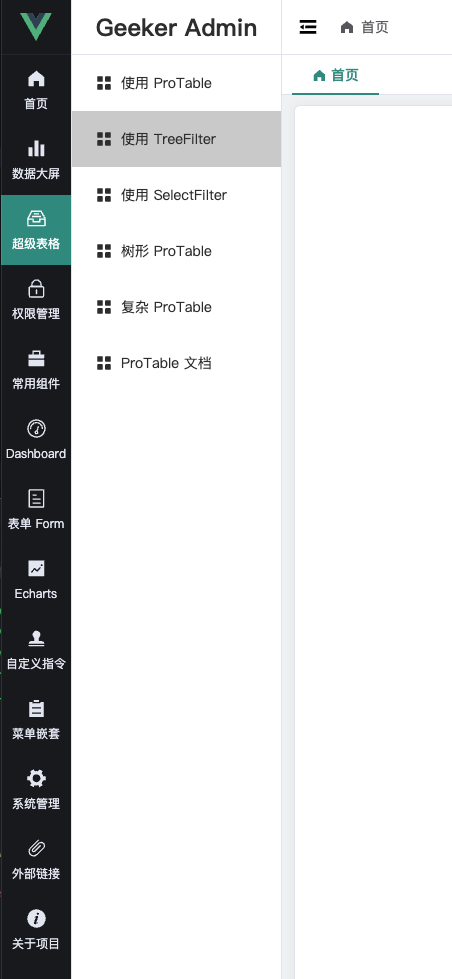 首页
数据大屏
超级表格
权限管理
常用组件
Dashboard
表单 Form
Echarts
自定义指令
菜单嵌套
系统管理
外部链接
关于项目
Geeker Admin
使用 ProTable
使用 TreeFilter
使用 SelectFilter
树形 ProTable
复杂 ProTable
ProTable 文档
首页
首页